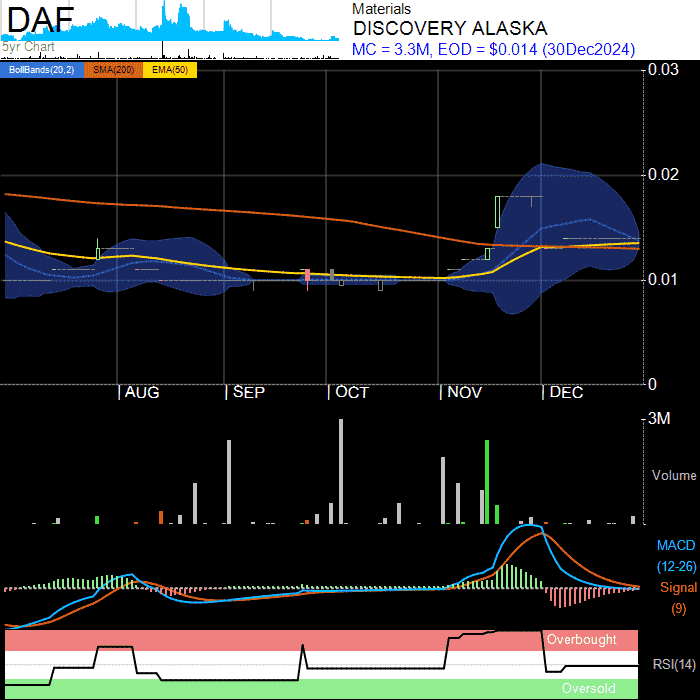 DAF
5yr Chart
Materials
DISCOVERY ALASKA
MC = 3.3M, EOD = $0.014 (30Dec2024)
BollBands(20,2) SMA(200) EMA(50)
0.03
0.02
0.01
0
AUG SEP OCT NOV DEC
3M
Volume
MACD
(12-26)
Signal
(9)
Overbought
RSI(14)
Oversold